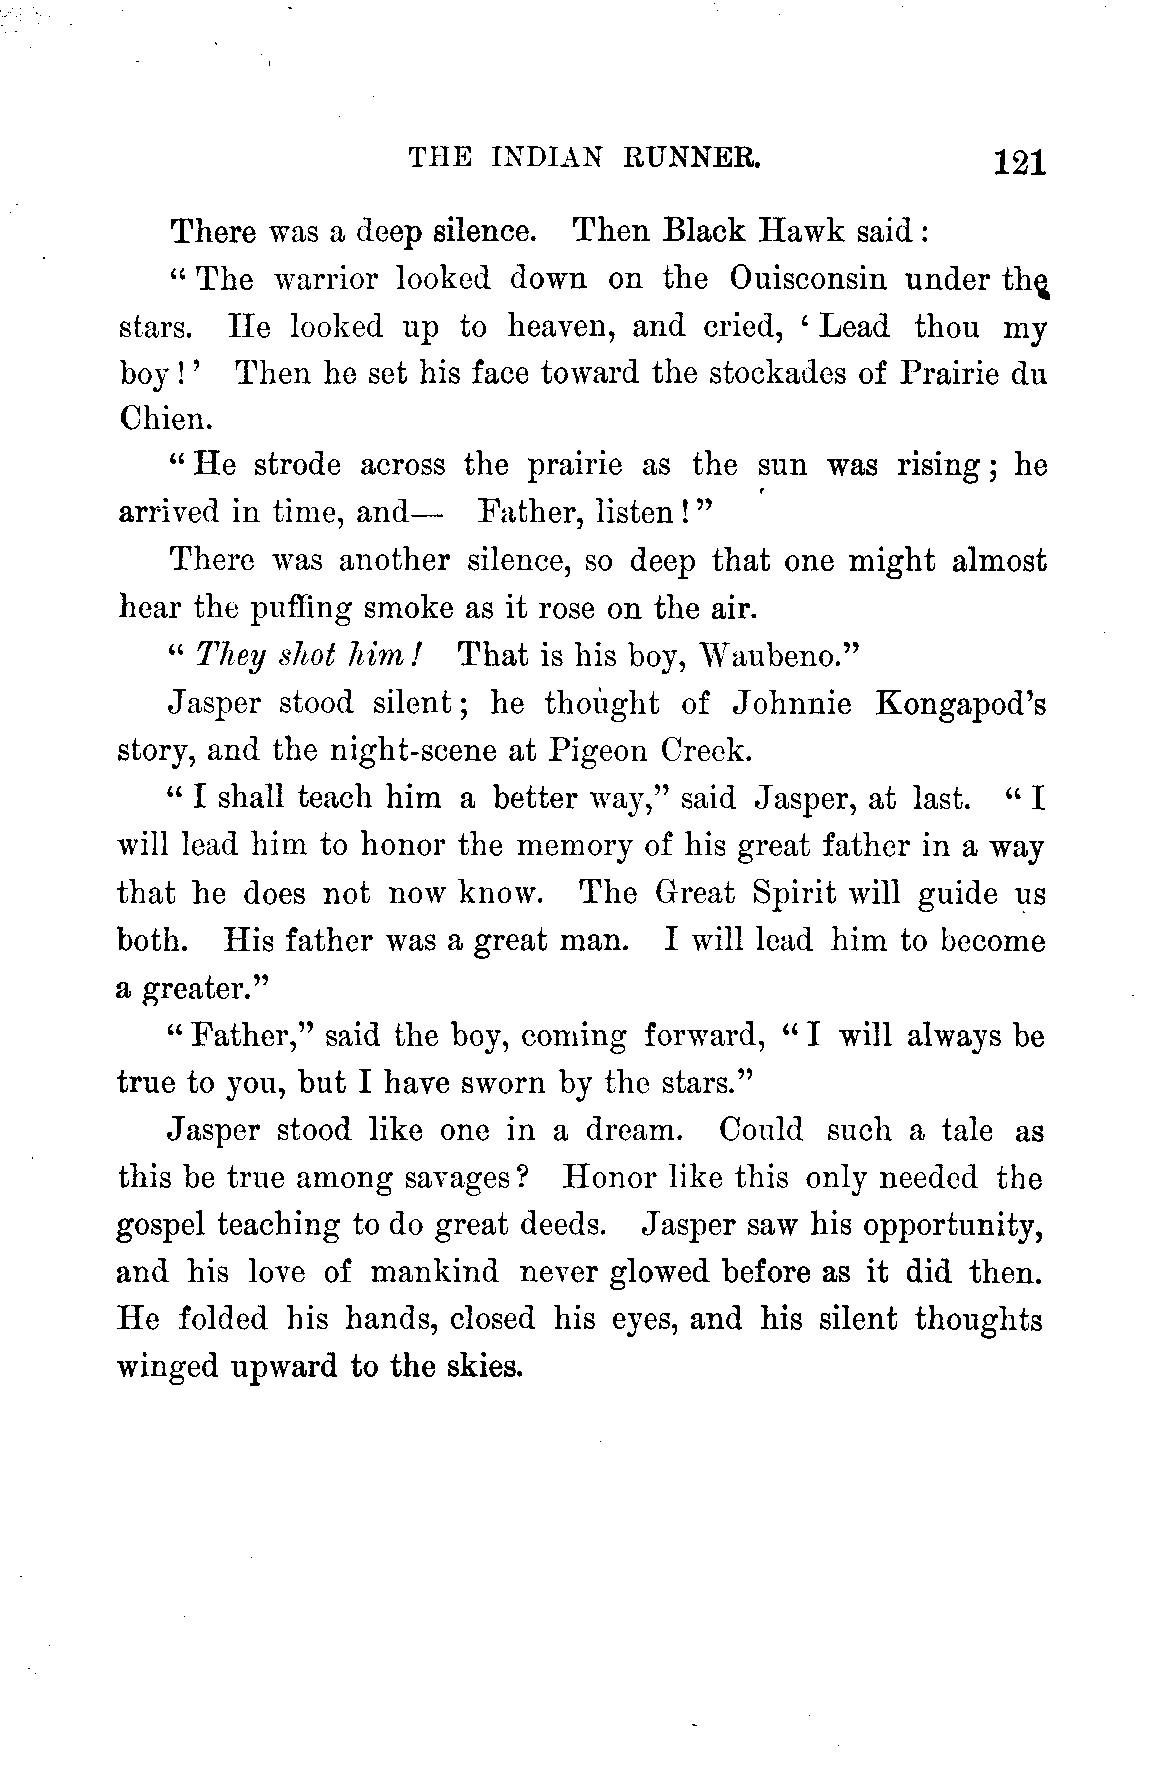 THE INDIAN RUNNER. 121
There was a deep silence. Then Black Hawk said:
"The warrior looked down on the Ouisconsin under the
stars. He looked up to heaven, and cried, 'Lead thou my
boy!' Then he set his face toward the stockades of Prairie du
Chien.
"He strode across the prairie as the sun was rising; he
arrived in time, and— Father, listen!"
There was another silence, so deep that one might almost
hear the puffing smoke as it rose on the air.
"They shot him! That is his boy, Waubeno."
Jasper stood silent; he thought of Johnnie Kongapod's
story, and the night-scene at Pigeon Creek.
"I shall teach him a better way," said Jasper, at last. "I
will lead him to honor the memory of his great father in a way
that he does not now know. The Great Spirit will guide us
both. His father was a great man. I will lead him to become
a greater."
"Father," said the boy, coming forward, "I will always be
true to you, but I have sworn by the stars."
Jasper stood like one in a dream. Could such a tale as
this be true among savages? Honor like this only needed the
gospel teaching to do great deeds. Jasper saw his opportunity,
and his love of mankind never glowed before as it did then.
He folded his hands, closed his eyes, and his silent thoughts
winged upward to the skies.